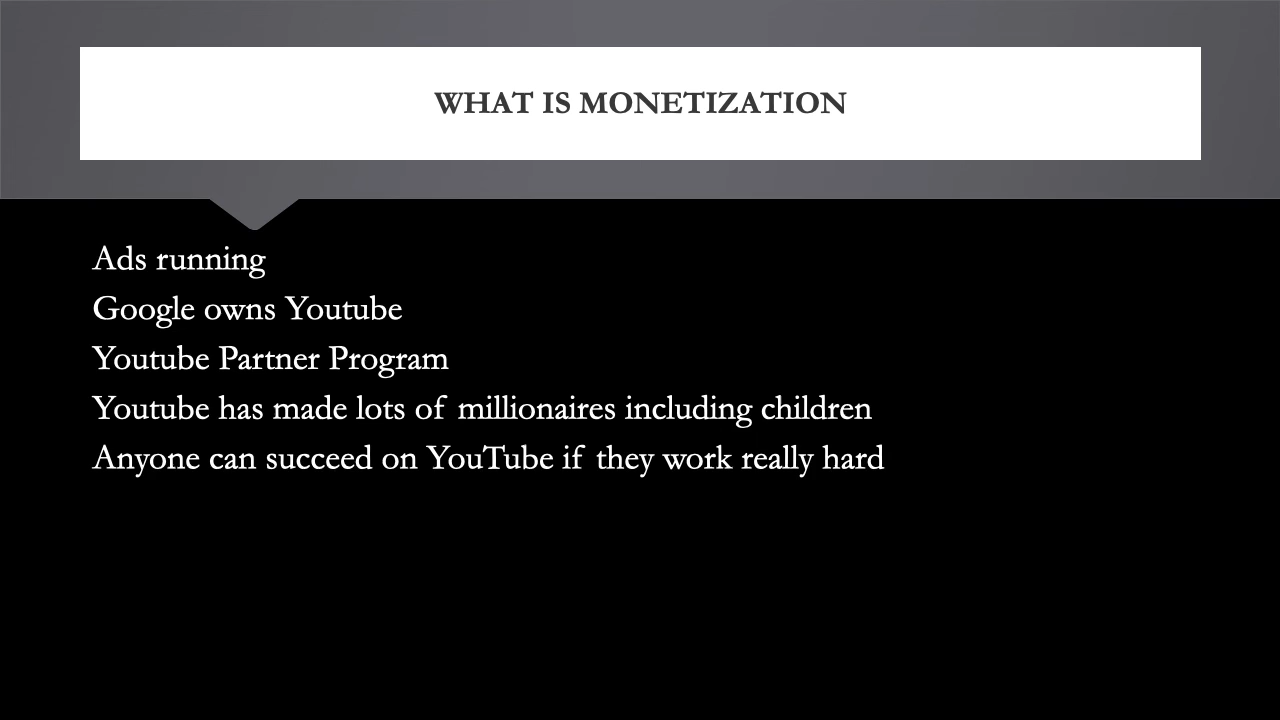 WHAT IS MONETIZATION
Ads running
Google owns Youtube
Youtube Partner Program
Youtube has made lots of millionaires including children
Anyone can succeed on YouTube if they work really hard